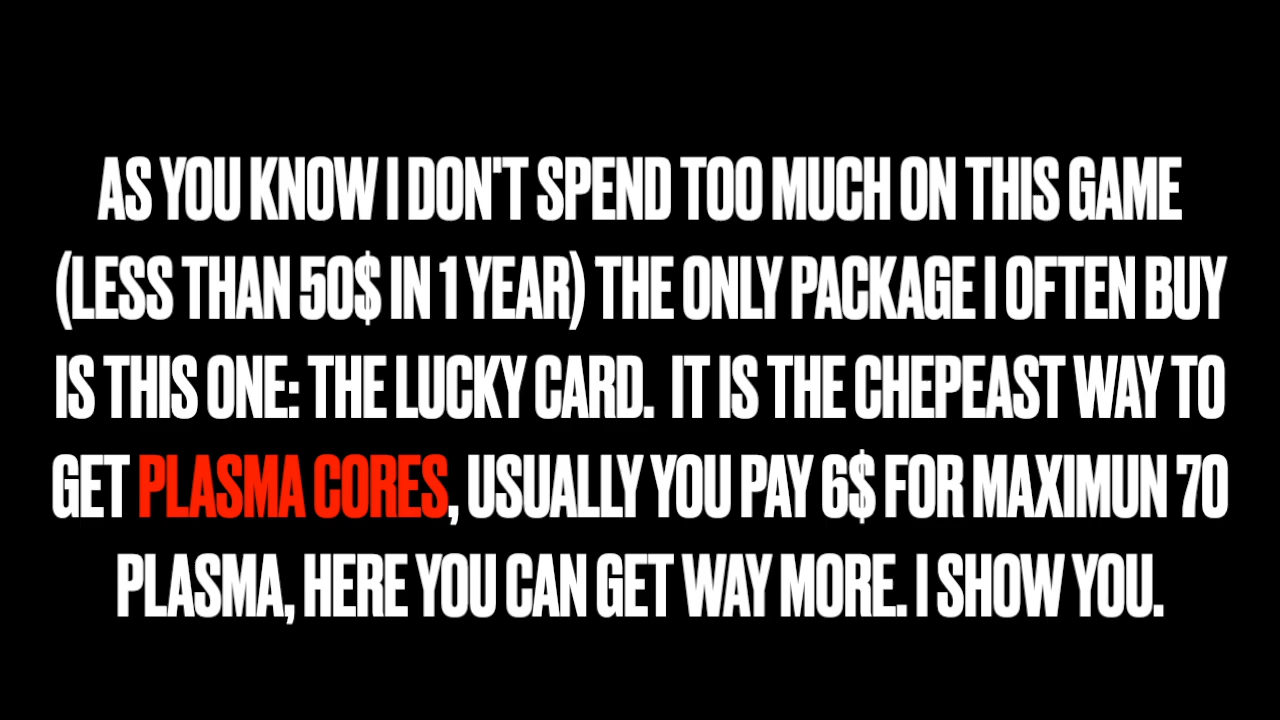 AS YOU KNOW I DON'T SPEND TOO MUCH ON THIS GAME
(LESS THAN 50$ IN 1 YEAR) THE ONLY PACKAGE I OFTEN BUY
IS THIS ONE: THE LUCKY CARD. IT IS THE CHEPEAST WAY TO
GET PLASMA CORES, USUALLY YOU PAY 6$ FOR MAXIMUN 70
PLASMA, HERE YOU CAN GET WAY MORE. I SHOW YOU.